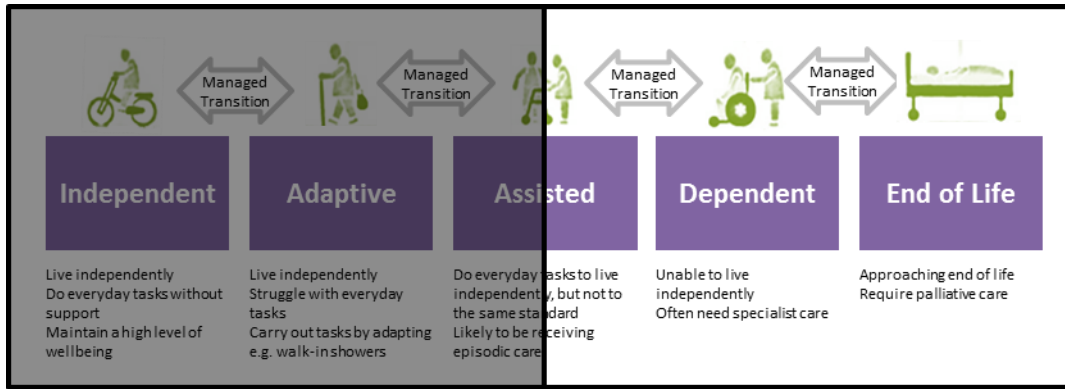 Managed
Transition
Managed
Transition
Managed
Transition
Managed
Transition
Independent
Adaptive
Assisted
Dependent
End of Life
Live independently
Do everyday tasks without
support
Maintain a high level of
wellbeing
Live independently
Struggle with everyday
tasks
Carry out tasks by adapting
e.g. walk-in showers
Do everyday tasks to live
independently, but not to
the same standard
Likely to be receiving
episodic care
Unable to live
independently
Often need specialist care
Approaching end of life
Require palliative care